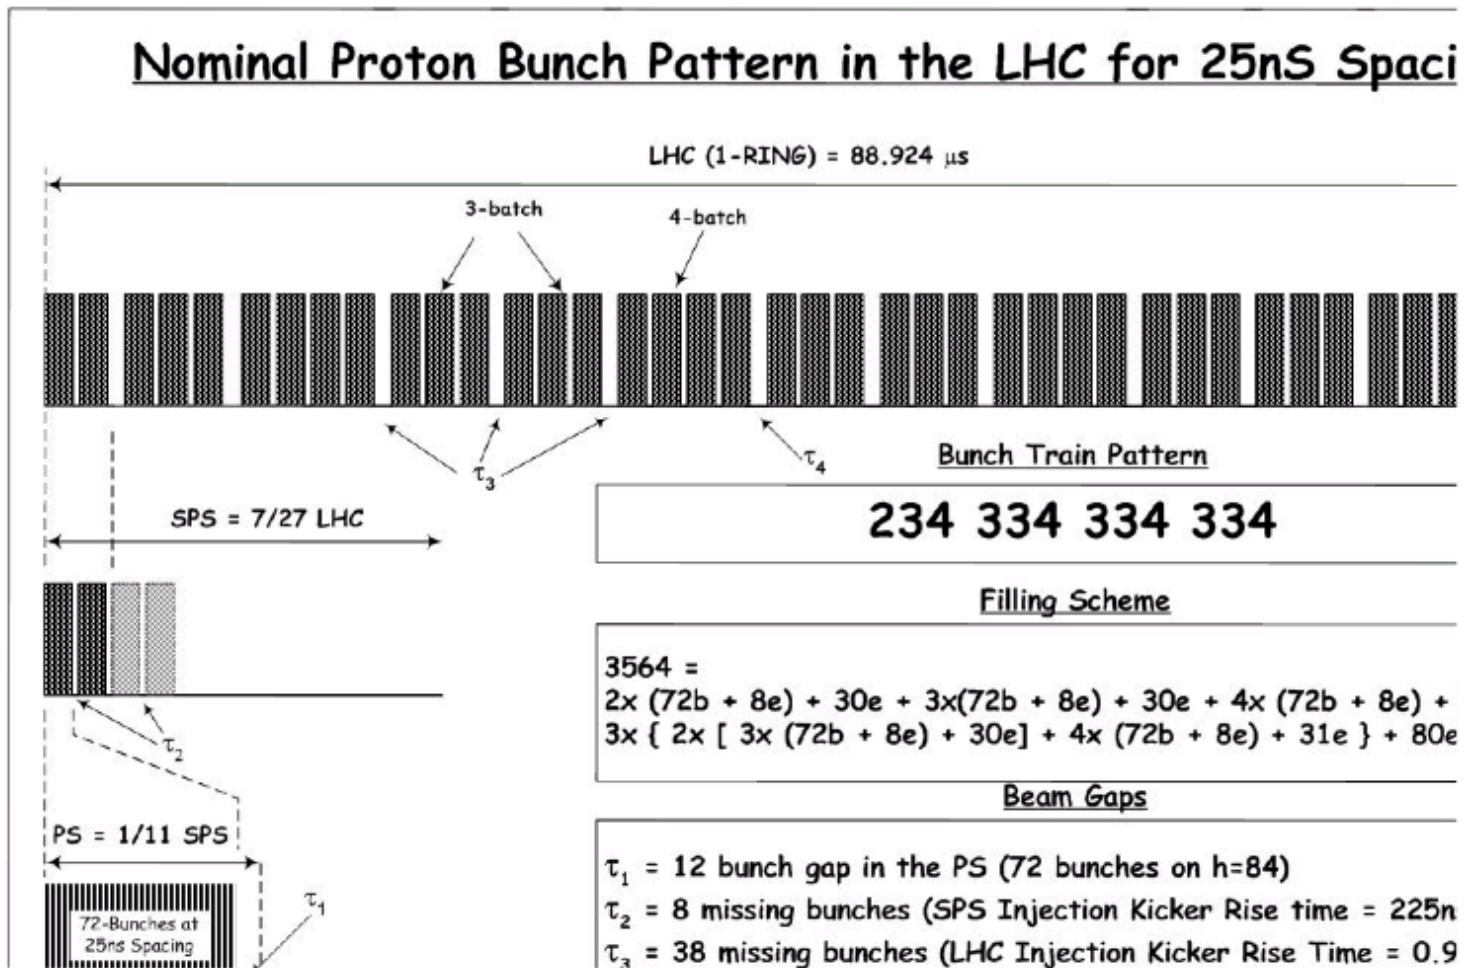 Nominal Proton Bunch Pattern in the LHC for 25nS Spaci
LHC (1-RING) = 88.924 μs
3-batch
4-batch
τ3
τ4
Bunch Train Pattern
234 334 334 334
SPS = 7/27 LHC
Filling Scheme
3564 =
2x (72b + 8e) + 30e + 3x(72b + 8e) + 30e + 4x (72b + 8e) +
3x { 2x [ 3x (72b + 8e) + 30e] + 4x (72b + 8e) + 31e } + 80e
τ2
Beam Gaps
PS = 1/11 SPS
τ1 = 12 bunch gap in the PS (72 bunches on h=84)
τ1
τ2 = 8 missing bunches (SPS Injection Kicker Rise time = 225n
72-Bunches at
25ns Spacing
τ3 = 38 missing bunches (LHC Injection Kicker Rise Time = 0.9